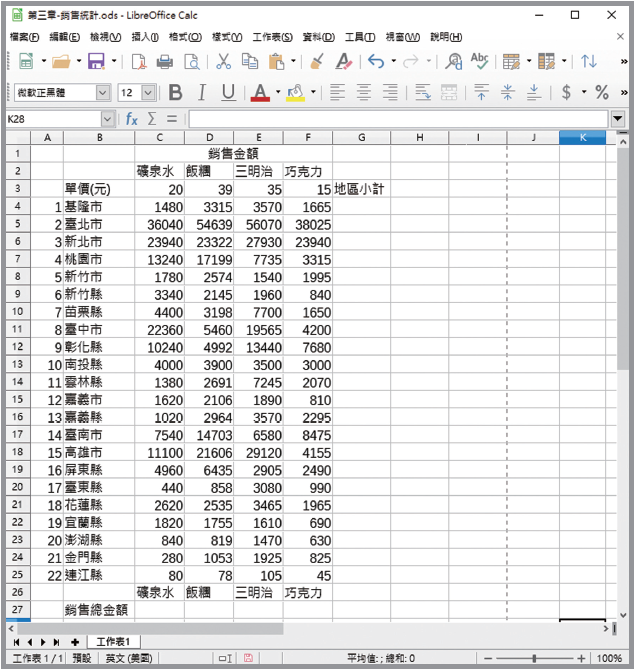 第三章-銷售統計.ods - LibreOffice Calc
檔案(F) 編輯(E) 檢視(V) 插入(I) 格式(O) 樣式(Y) 工作表(S) 資料(D) 工具(T) 視窗(W) 說明(H)
微軟正黑體 12 B I U A $ %
K28 fx Σ =
A B C D E F G H I J K
1 銷售金額
2 礦泉水 飯糰 三明治 巧克力
3 單價(元) 20 39 35 15 地區小計
4 1 基隆市 1480 3315 3570 1665
5 2 臺北市 36040 54639 56070 38025
6 3 新北市 23940 23322 27930 23940
7 4 桃園市 13240 17199 7735 3315
8 5 新竹市 1780 2574 1540 1995
9 6 新竹縣 3340 2145 1960 840
10 7 苗栗縣 4400 3198 7700 1650
11 8 臺中市 22360 5460 19565 4200
12 9 彰化縣 10240 4992 13440 7680
13 10 南投縣 4000 3900 3500 3000
14 11 雲林縣 1380 2691 7245 2070
15 12 嘉義市 1620 2106 1890 810
16 13 嘉義縣 1020 2964 3570 2295
17 14 臺南市 7540 14703 6580 8475
18 15 高雄市 11100 21606 29120 4155
19 16 屏東縣 4960 6435 2905 2490
20 17 臺東縣 440 858 3080 990
21 18 花蓮縣 2620 2535 3465 1965
22 19 宜蘭縣 1820 1755 1610 690
23 20 澎湖縣 840 819 1470 630
24 21 金門縣 280 1053 1925 825
25 22 連江縣 80 78 105 45
26 礦泉水 飯糰 三明治 巧克力
27 銷售總金額
工作表1
工作表 1 / 1 預設 英文 (美國) 平均值: ; 總和: 0 100%